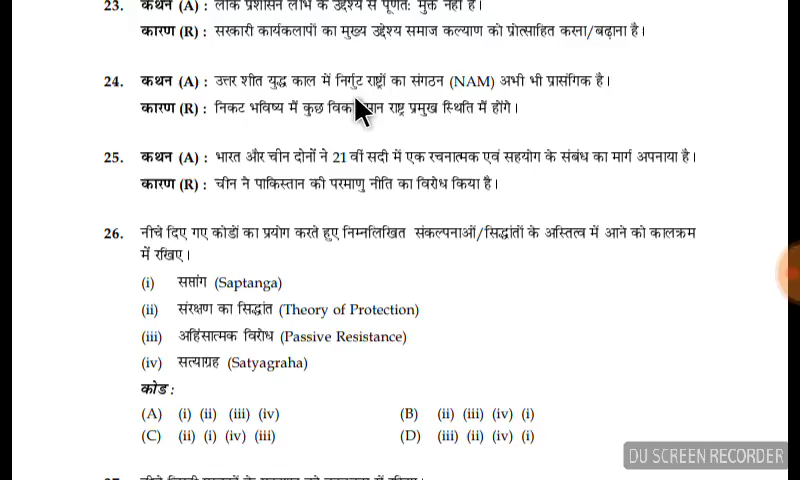 23. कथन (A) : लोक प्रशासन लाभ के उद्देश्य से पूर्णतः मुक्त नहीं है।
कारण (R) : सरकारी कार्यकलापों का मुख्य उद्देश्य समाज कल्याण को प्रोत्साहित करना/बढ़ाना है।
24. कथन (A) : उत्तर शीत युद्ध काल में निर्गुट राष्ट्रों का संगठन (NAM) अभी भी प्रासंगिक है।
कारण (R) : निकट भविष्य में कुछ राष्ट्र प्रमुख स्थिति में होंगे।
25. कथन (A) : भारत और चीन दोनों ने 21 वीं सदी में एक रचनात्मक एवं सहयोग के संबंध का मार्ग अपनाया है।
कारण (R) : चीन ने पाकिस्तान की परमाणु नीति का विरोध किया है।
26. नीचे दिए गए कोडों का प्रयोग करते हुए निम्नलिखित संकल्पनाओं/सिद्धांतों के अस्तित्व में आने को कालक्रम
में रखिए।
(i) सप्तांग (Saptanga)
(ii) संरक्षण का सिद्धांत (Theory of Protection)
(iii) अहिंसात्मक विरोध (Passive Resistance)
(iv) सत्याग्रह (Satyagraha)
कोड :
(A) (i) (ii) (iii) (iv) (B) (ii) (iii) (iv) (i)
(C) (ii) (i) (iv) (iii) (D) (iii) (ii) (iv) (i)
DU SCREEN RECORDER